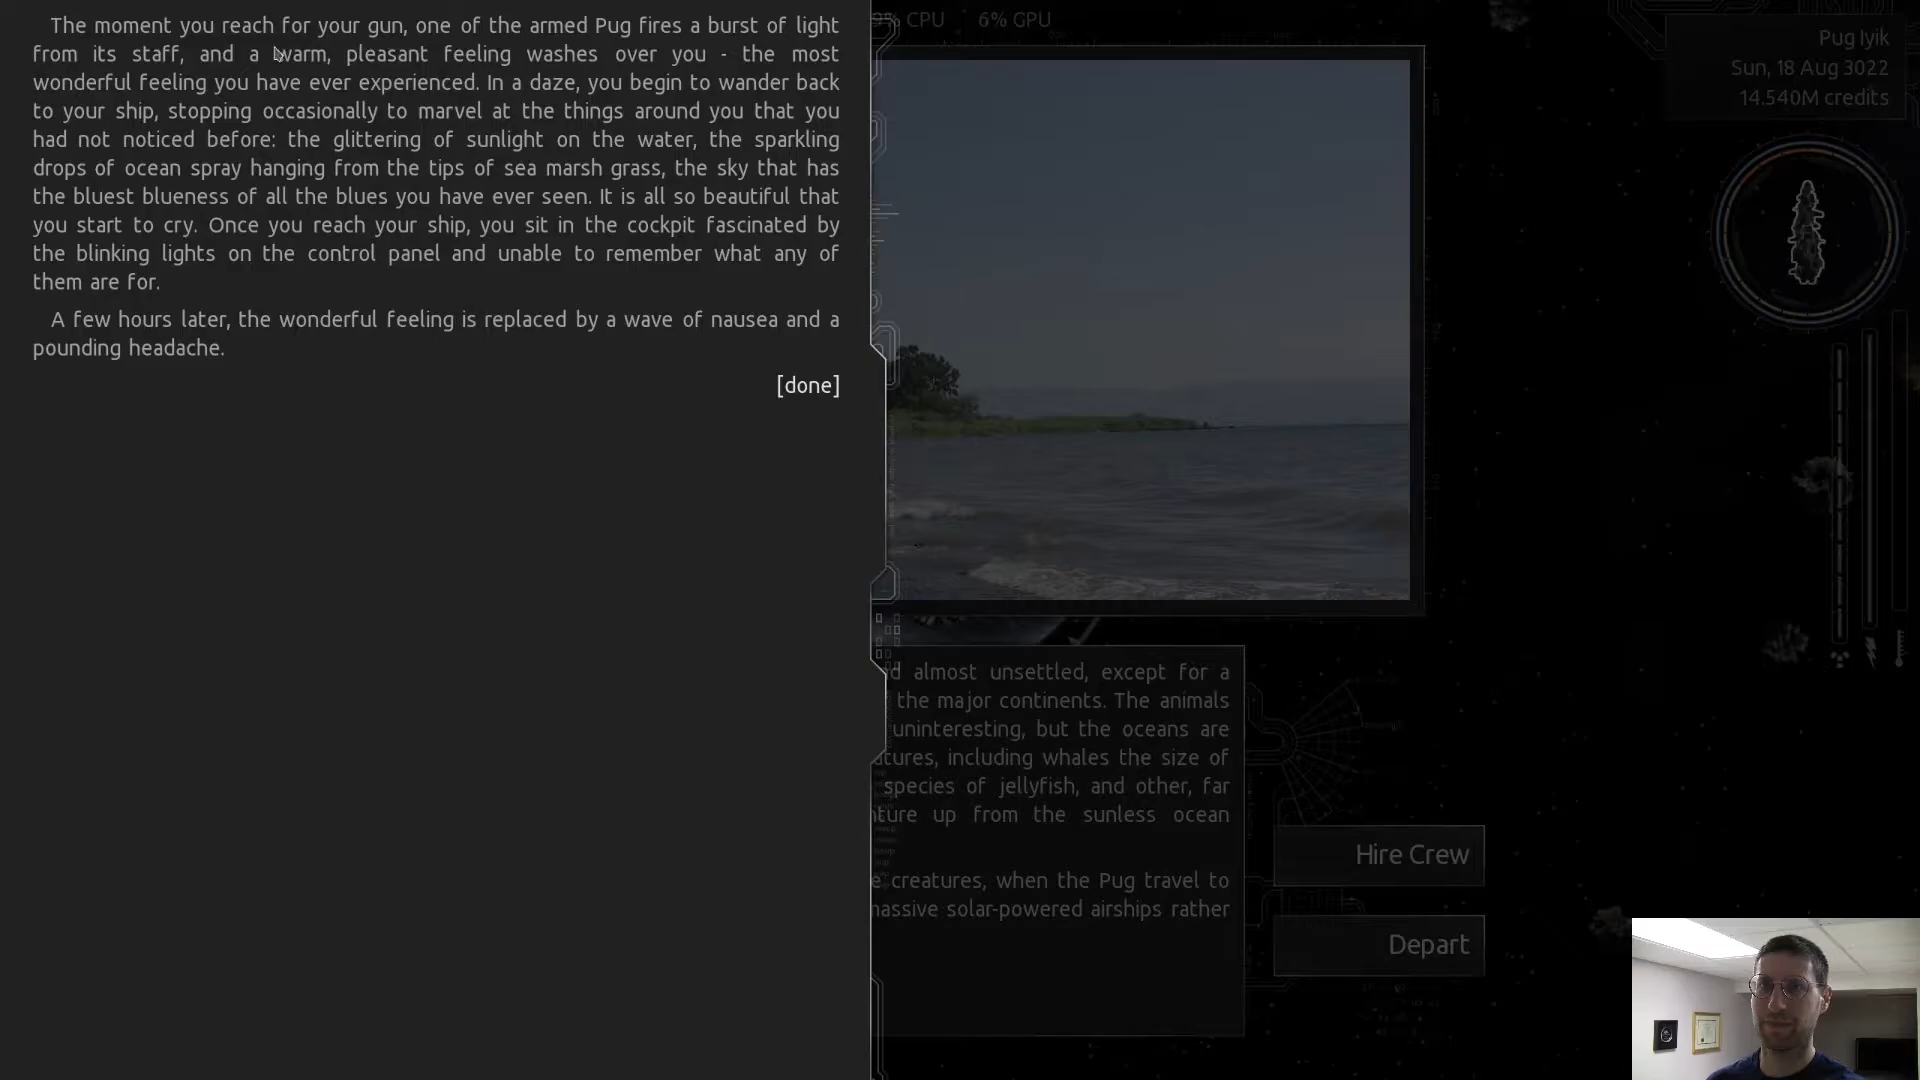 The moment you reach for your gun, one of the armed Pug fires a burst of light
from its staff, and a warm, pleasant feeling washes over you - the most
wonderful feeling you have ever experienced. In a daze, you begin to wander back
to your ship, stopping occasionally to marvel at the things around you that you
had not noticed before: the glittering of sunlight on the water, the sparkling
drops of ocean spray hanging from the tips of sea marsh grass, the sky that has
the bluest blueness of all the blues you have ever seen. It is all so beautiful that
you start to cry. Once you reach your ship, you sit in the cockpit fascinated by
the blinking lights on the control panel and unable to remember what any of
them are for.
A few hours later, the wonderful feeling is replaced by a wave of nausea and a
pounding headache.
[done]
9% CPU 6% GPU
Pug Iyik
Sun, 18 Aug 3022
14.540M credits
almost unsettled, except for a
the major continents. The animals
uninteresting, but the oceans are
including whales the size of
species of jellyfish, and other, far
up from the sunless ocean
creatures, when the Pug travel to
massive solar-powered airships rather
Hire Crew
Depart